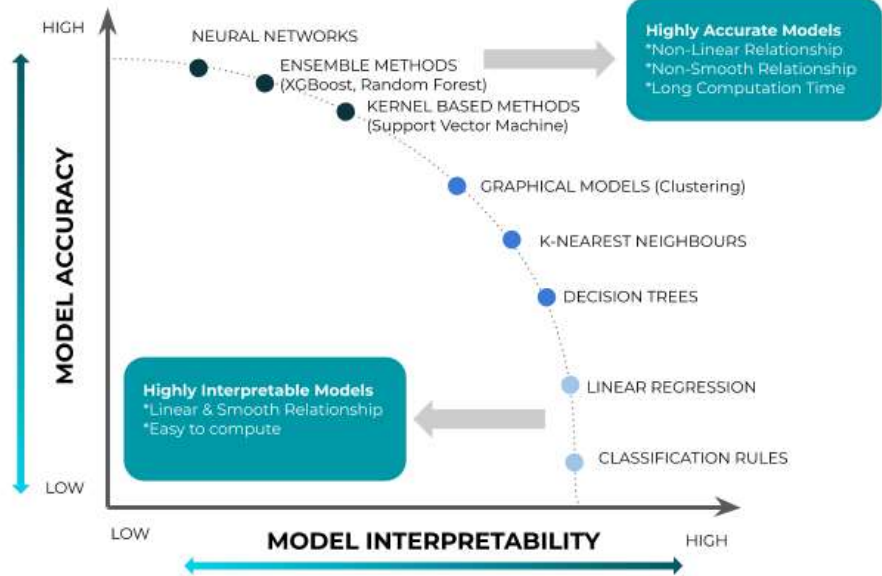 HIGH
NEURAL NETWORKS
ENSEMBLE METHODS
(XGBoost, Random Forest)
KERNEL BASED METHODS
(Support Vector Machine)
Highly Accurate Models
*Non-Linear Relationship
*Non-Smooth Relationship
*Long Computation Time
GRAPHICAL MODELS (Clustering)
K-NEAREST NEIGHBOURS
DECISION TREES
MODEL ACCURACY
Highly Interpretable Models
*Linear & Smooth Relationship
*Easy to compute
LINEAR REGRESSION
CLASSIFICATION RULES
LOW
LOW
MODEL INTERPRETABILITY
HIGH